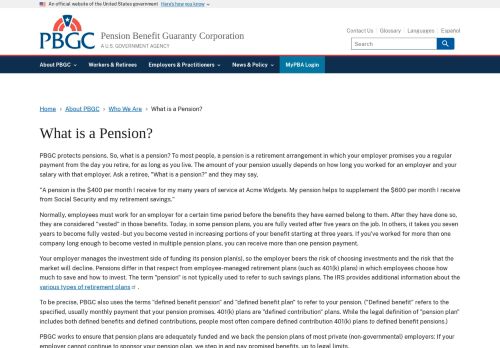 An official website of the United States government Here's how you know
PBGC
Pension Benefit Guaranty Corporation
A U.S. GOVERNMENT AGENCY
Contact Us Glossary Languages Español
Search
About PBGC Workers & Retirees Employers & Practitioners News & Policy MyPBA Login
Home > About PBGC > Who We Are > What is a Pension?
What is a Pension?
PBGC protects pensions. So, what is a pension? To most people, a pension is a retirement arrangement in which your employer promises you a regular
payment from the day you retire, for as long as you live. The amount of your pension usually depends on how long you worked for an employer and your
salary with that employer. Ask a retiree, "What is a pension?" and they may say,
"A pension is the $400 per month I receive for my many years of service at Acme Widgets. My pension helps to supplement the $600 per month I receive
from Social Security and my retirement savings."
Normally, employees must work for an employer for a certain time period before the benefits they have earned belong to them. After they have done so,
they are considered "vested" in those benefits. Today, in some pension plans, you are fully vested after five years on the job. In others, it takes you seven
years to become fully vested - but you become vested in increasing portions of your benefit starting at three years. If you've worked for more than one
company long enough to become vested in multiple pension plans, you can receive more than one pension payment.
Your employer manages the investment side of funding its pension plan(s), so the employer bears the risk of choosing investments and the risk that the
market will decline. Pensions differ in that respect from employee-managed retirement plans (such as 401(k) plans) in which employees choose how
much to save and how to invest. The term "pension" is not typically used to refer to such savings plans. The IRS provides additional information about the
various types of retirement plans .
To be precise, PBGC also uses the terms "defined benefit pension" and "defined benefit plan" to refer to your pension. ("Defined benefit" refers to the
specified, usually monthly payment that your pension promises. 401(k) plans are "defined contribution" plans. While the legal definition of "pension plan"
includes both defined benefits and defined contributions, people most often compare defined contribution 401(k) plans to defined benefit pensions.)
PBGC works to ensure that pension plans are adequately funded and we back the pension plans of most private (non-governmental) employers: If your
employer cannot continue to sponsor your pension plan, we step in and pay promised benefits, up to legal limits.